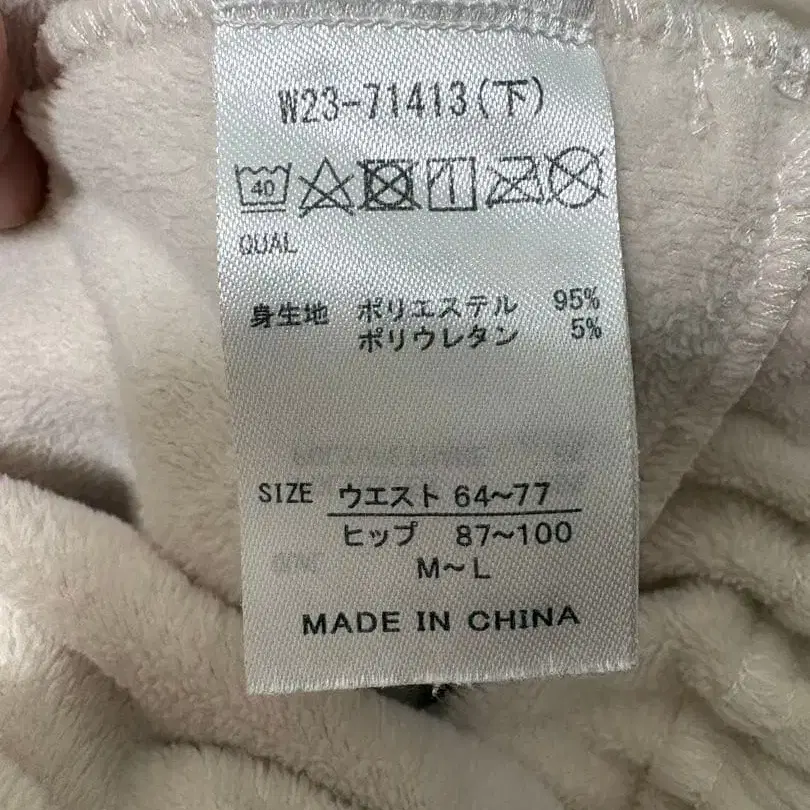 W23-71413(下)
40
QUAL
身生地 ポリエステル 95%
ポリウレタン 5%
SIZE ウエスト 64~77
ヒップ 87~100
M~L
MADE IN CHINA